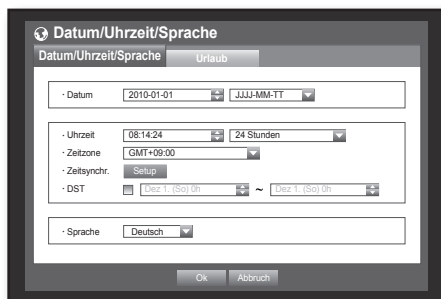 Datum/Uhrzeit/Sprache
Datum/Uhrzeit/Sprache Urlaub
· Datum 2010-01-01 JJJJ-MM-TT
· Uhrzeit 08:14:24 24 Stunden
· Zeitzone GMT+09:00
· Zeitsynchr. Setup
· DST Dez 1. (So) 0h ~ Dez 1. (So) 0h
· Sprache Deutsch
Ok Abbruch